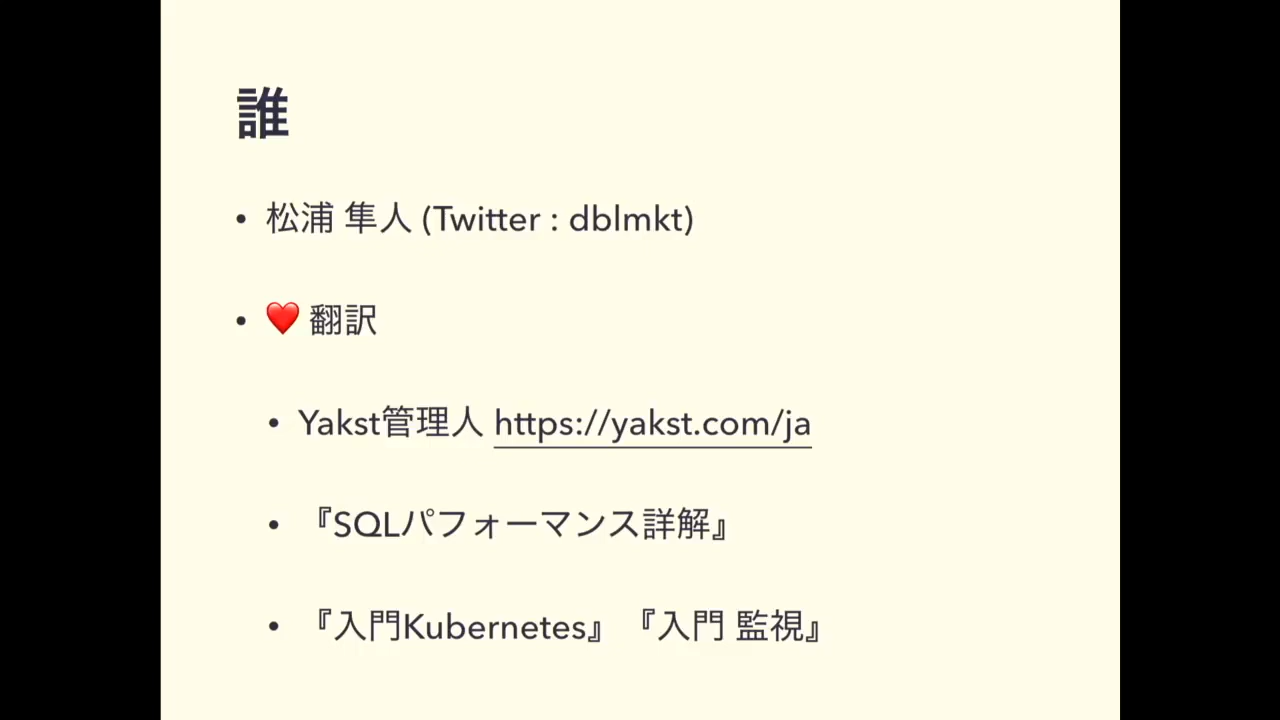 誰
• 松浦 隼人 (Twitter : dblmkt)
• ❤️ 翻訳
• Yakst管理人 https://yakst.com/ja
• 『SQLパフォーマンス詳解』
• 『入門Kubernetes』『入門 監視』